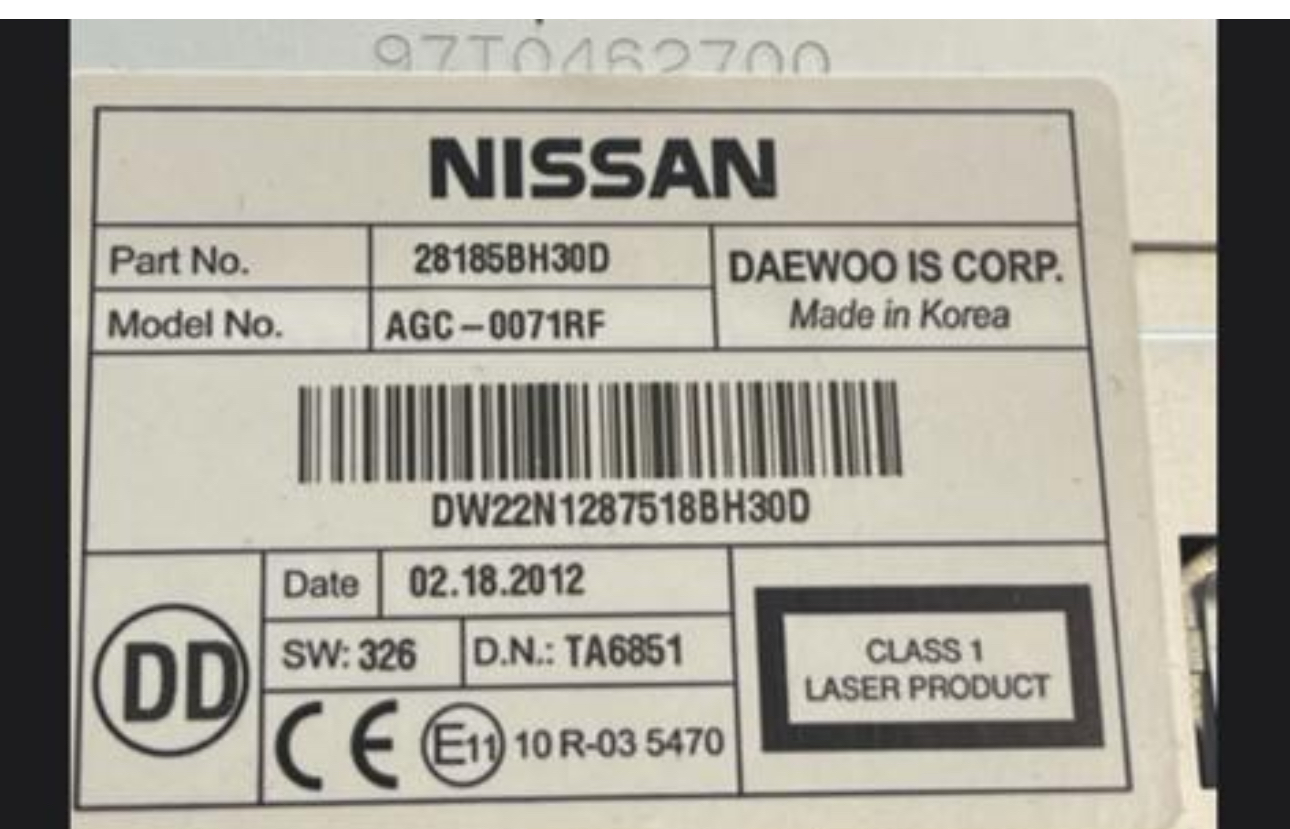 97T0462700
NISSAN
Part No. 28185BH30D
DAEWOO IS CORP.
Model No. AGC-0071RF
Made in Korea
DW22N1287518BH30D
DD
Date 02.18.2012
SW: 326 D.N.: TA6851
CE E11 10 R-03 5470
CLASS 1
LASER PRODUCT